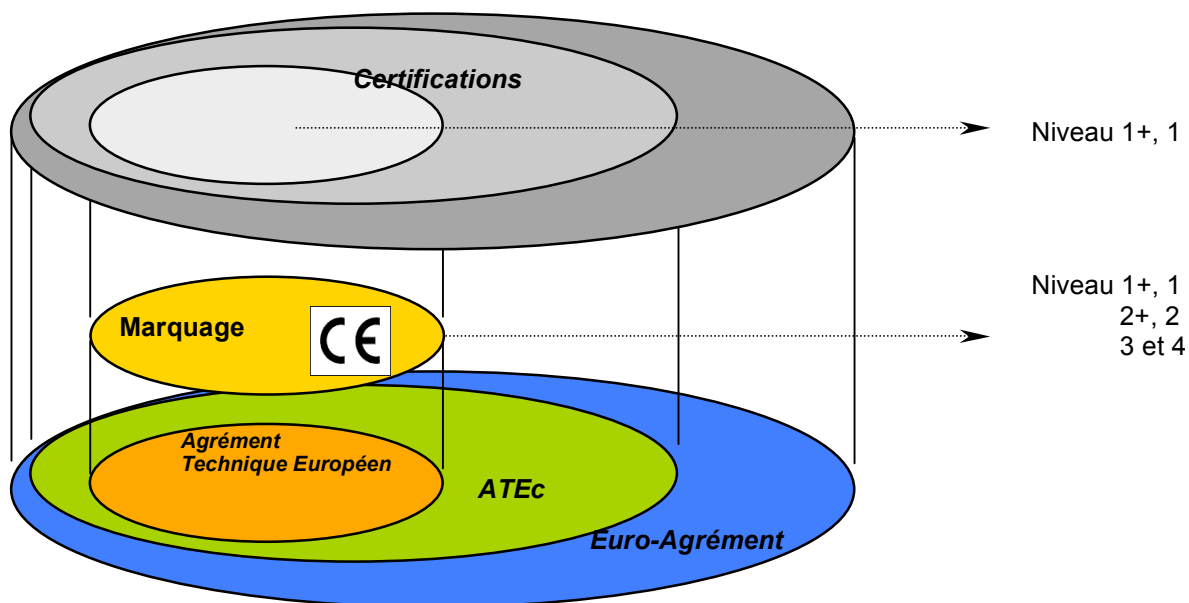 Certifications
Niveau 1+, 1
Niveau 1+, 1
2+, 2
3 et 4
Marquage
CE
Agrément
Technique Européen
ATEc
Euro-Agrément